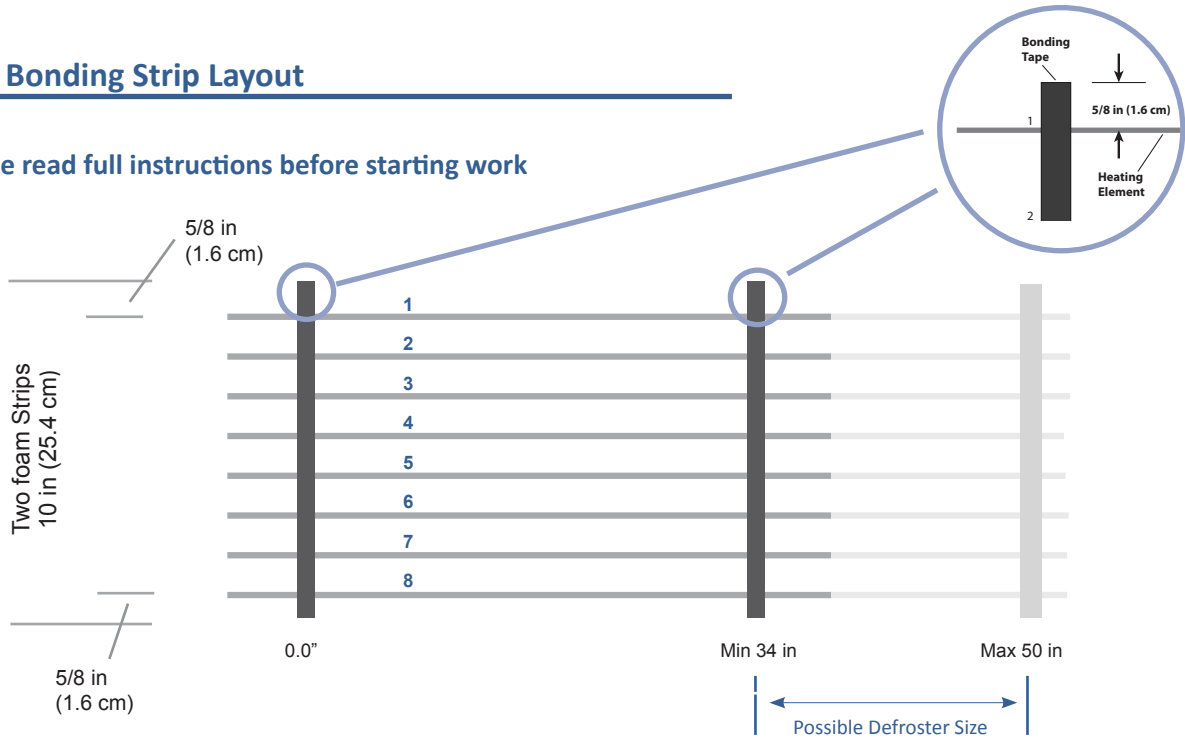 Bonding Strip Layout
e read full instructions before starting work
Bonding
Tape
5/8 in (1.6 cm)
1
Heating
Element
2
5/8 in
(1.6 cm)
Two foam Strips
10 in (25.4 cm)
1
2
3
4
5
6
7
8
0.0”
Min 34 in
Max 50 in
5/8 in
(1.6 cm)
Possible Defroster Size